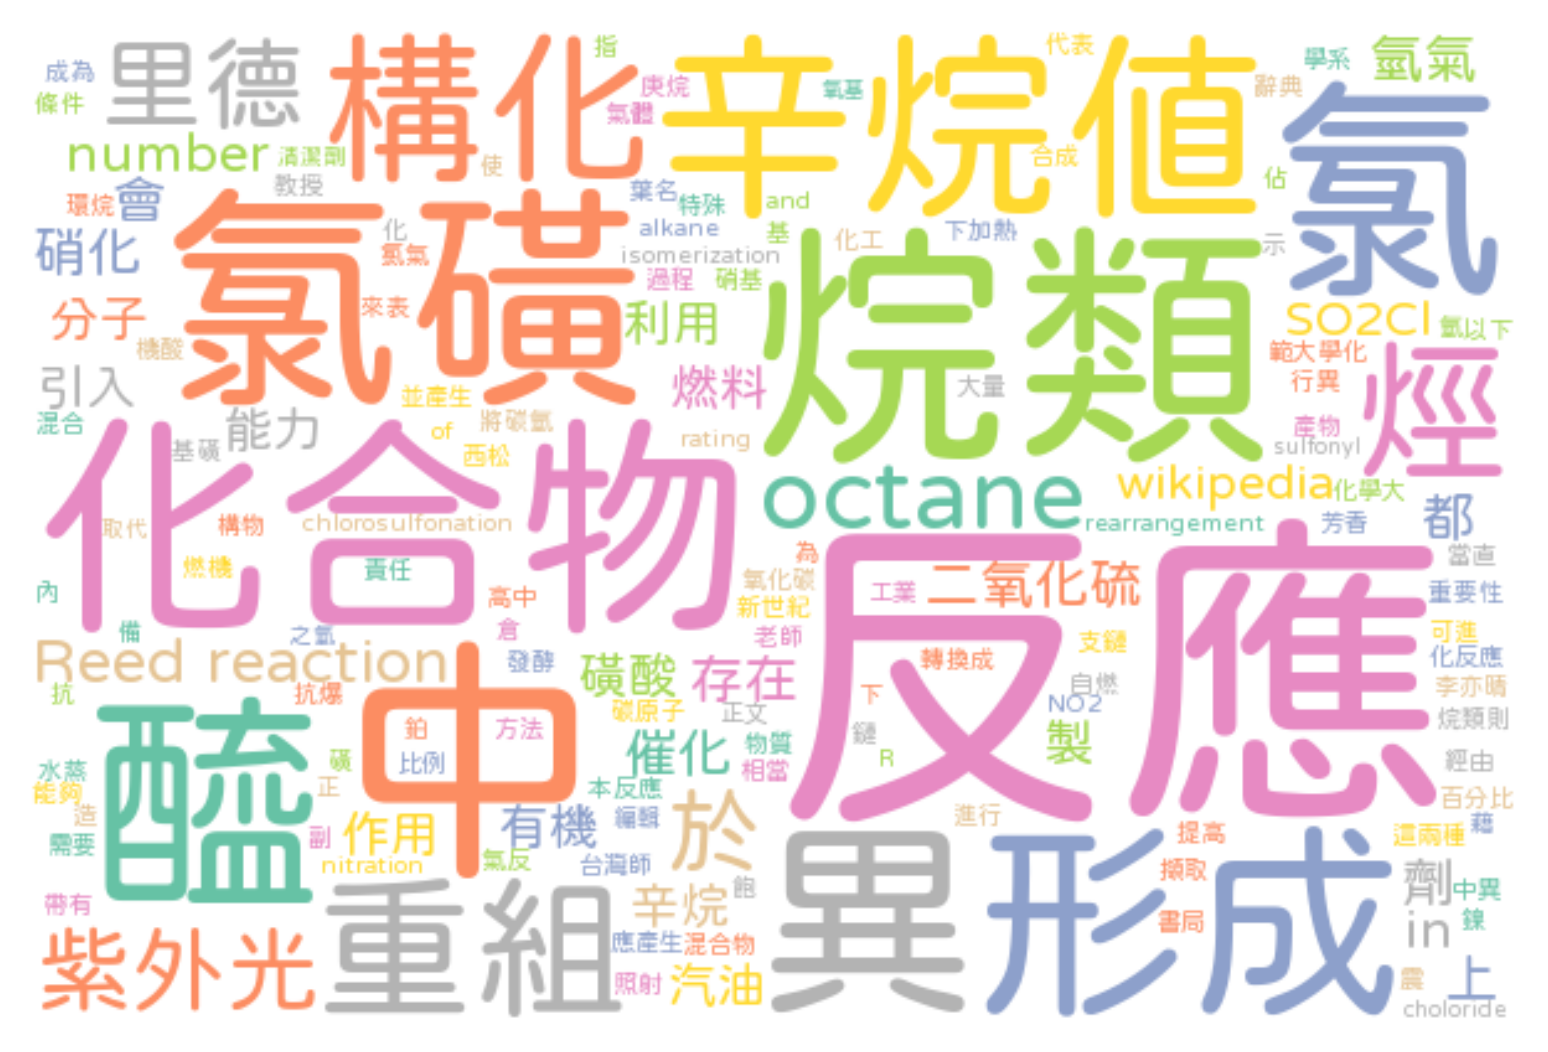 成為
里德
構化
指
庚烷
氣體
辛烷值
氧基
代表
學系
氫氣
辭典
條件
number
清潔劑
教授
使
合成
氯
環烷
會
氯磺
葉名
特殊
and
佔
硝化
化
氯氣
alkane
基
化工
下加熱
示
isomerization
過程
硝基
烷類
分子
來表
利用
SO2Cl
氫以下
機酸
範大學化
引入
並產生
燃料
大量
行異
烴
混合
能力
將碳氫
基磺
of
西松
rating
產物
sulfonyl
化合物
octane
wikipedia
化學大
取代
構物
chlorosulfonation
rearrangement
芳香
都
燃機
責任
為
反應
當直
內
高中
氧化碳
新世紀
工業
二氧化硫
重要性
備
之氫
倉
老師
支鏈
可進
Reed reaction
發酵
磺酸
存在
轉換成
化反應
抗
抗爆
碳原子
正文
下
自燃
NO2
李亦晴
烷類則
醯
中
鉑
方法
催化
物質
鏈
製
水蒸
磺
比例
相當
R
經由
能夠
正
本反應
百分比
造
副
作用
有機
編輯
於
進行
提高
這兩種
藉
需要
nitration
氣反
台灣師
異
形成
擷取
劑
中異
帶有
重組
辛烷
飽
書局
in
鎳
紫外光
應產生
混合物
照射
汽油
震
上
choloride